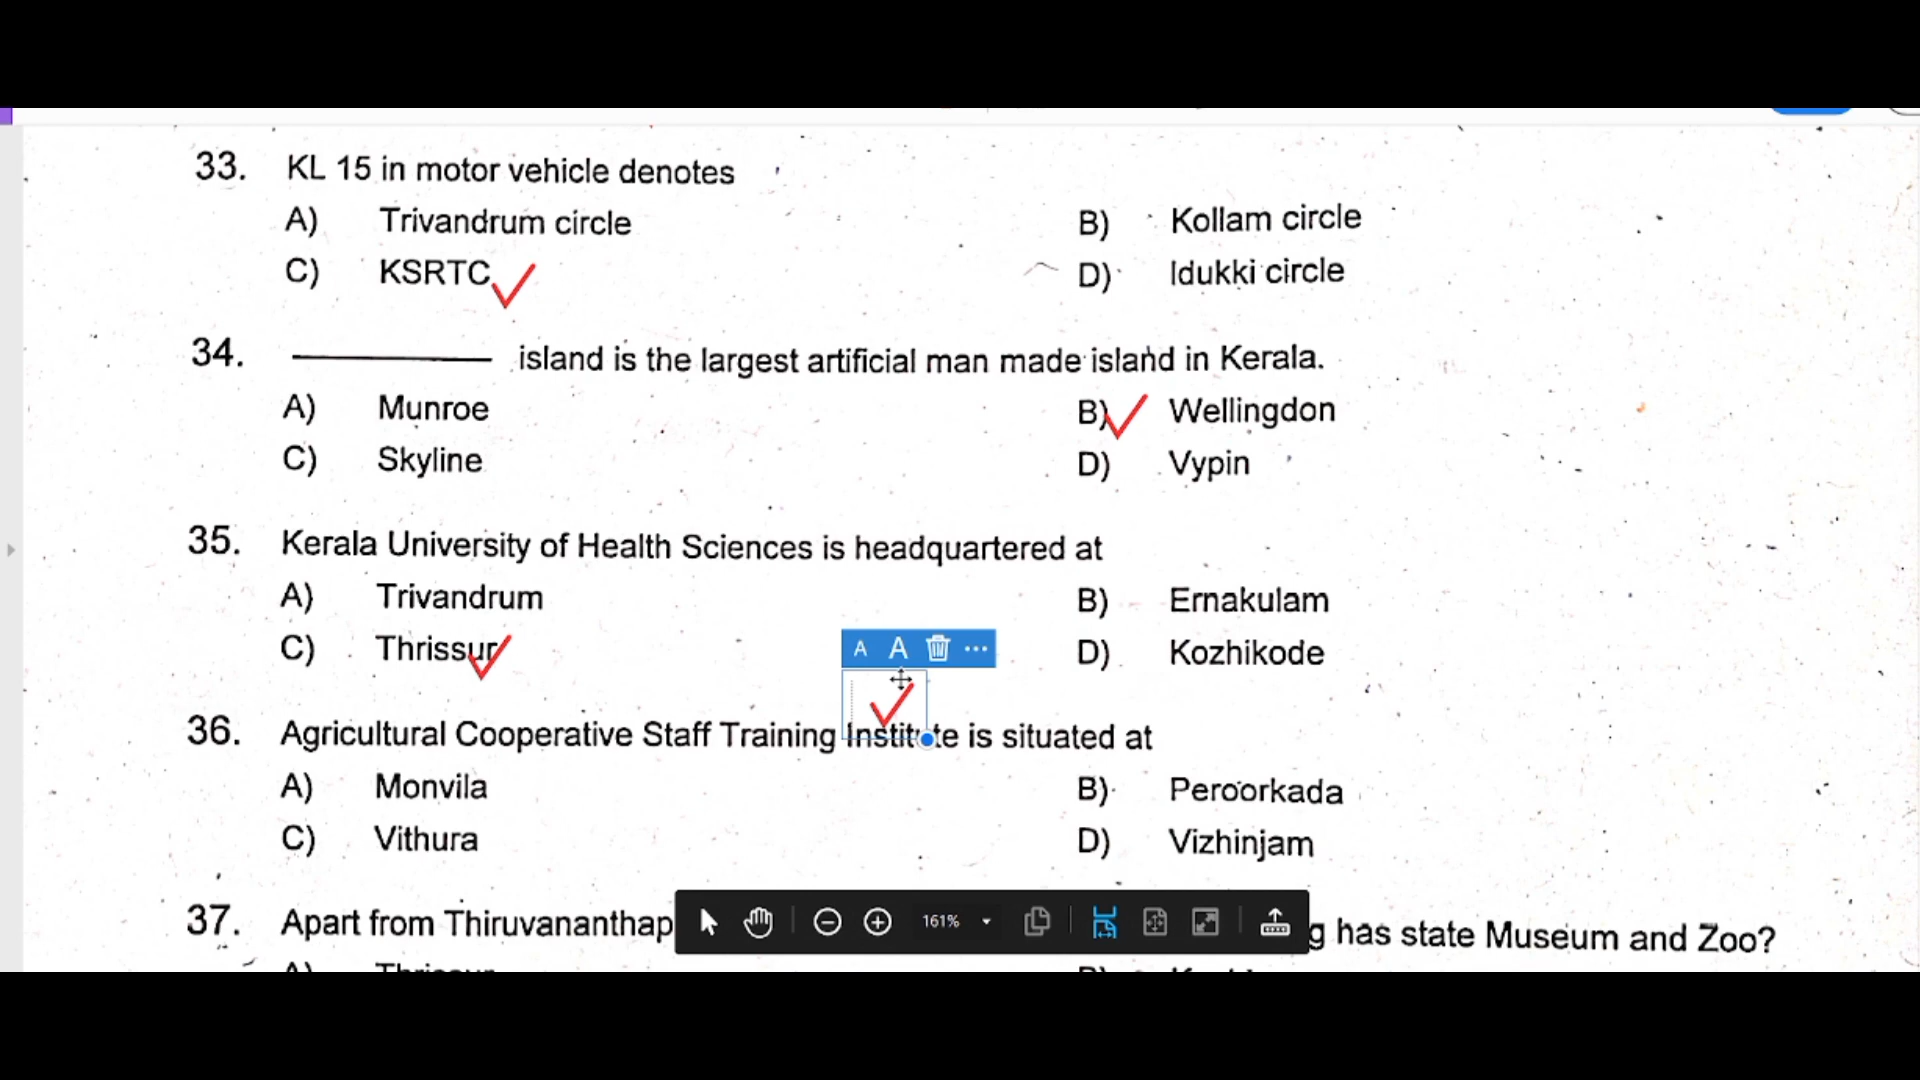 33. KL 15 in motor vehicle denotes
A) Trivandrum circle B) Kollam circle
C) KSRTC D) Idukki circle
34. island is the largest artificial man made island in Kerala.
A) Munroe B) Wellingdon
C) Skyline D) Vypin
35. Kerala University of Health Sciences is headquartered at
A) Trivandrum B) Ernakulam
C) Thrissur D) Kozhikode
A A
36. Agricultural Cooperative Staff Training Institute is situated at
A) Monvila B) Peroorkada
C) Vithura D) Vizhinjam
37. Apart from has state Museum and Zoo?
161%